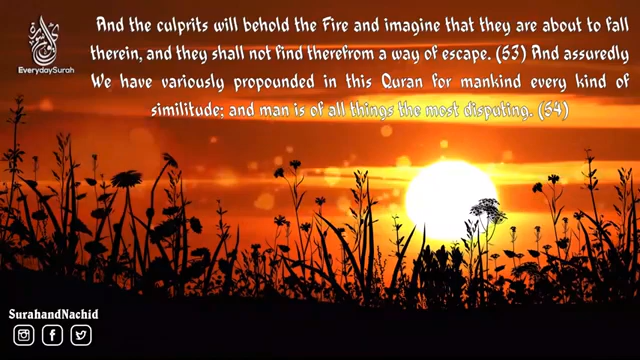 And the culprits will behold the Fire and imagine that they are about to fall
therein, and they shall not find therefrom a way of escape. (53) And assuredly
We have variously propounded in this Quran for mankind every kind of
similitude; and man is of all things the most disputing. (54)
EverydaySurah
SurahandNachid